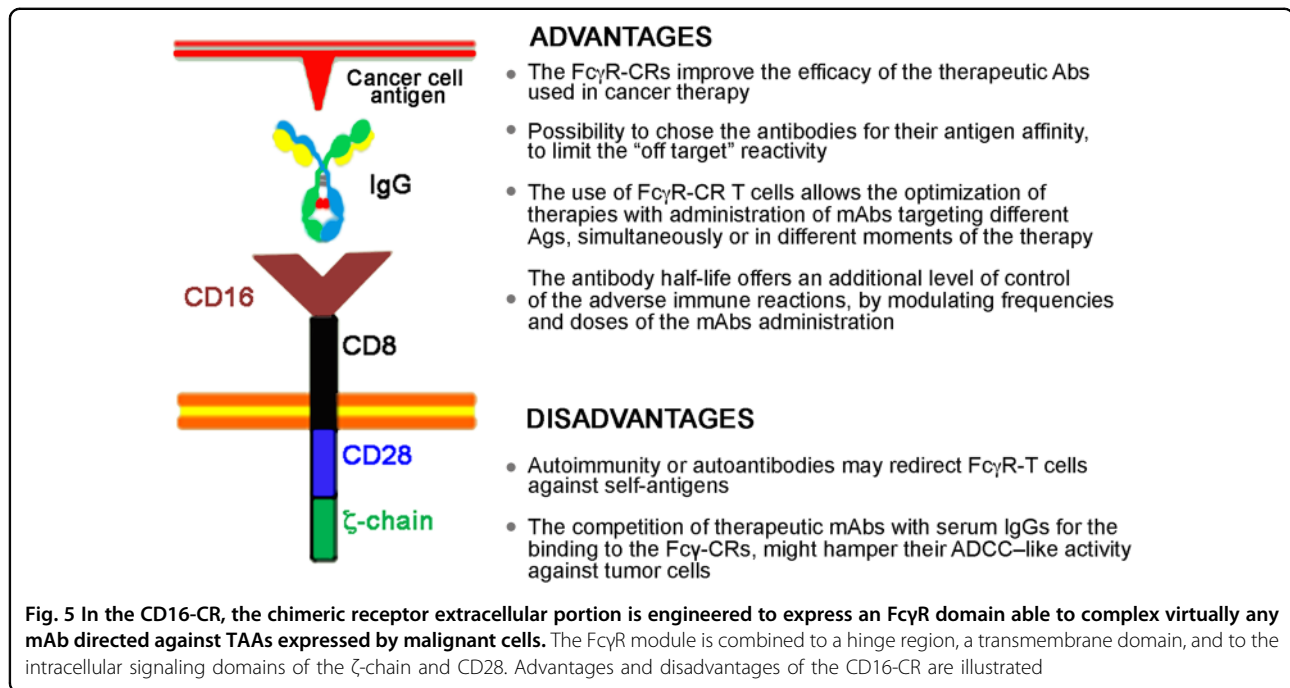 Cancer cell
antigen
IgG
CD16
CD8
CD28
ζ-chain
ADVANTAGES
• The FcγR-CRs improve the efficacy of the therapeutic Abs
used in cancer therapy
• Possibility to chose the antibodies for their antigen affinity,
to limit the “off target” reactivity
• The use of FcγR-CR T cells allows the optimization of
therapies with administration of mAbs targeting different
Ags, simultaneously or in different moments of the therapy
The antibody half-life offers an additional level of control
• of the adverse immune reactions, by modulating frequencies
and doses of the mAbs administration
DISADVANTAGES
• Autoimmunity or autoantibodies may redirect FcγR-T cells
against self-antigens
• The competition of therapeutic mAbs with serum IgGs for the
binding to the Fcγ-CRs, might hamper their ADCC–like activity
against tumor cells
Fig. 5 In the CD16-CR, the chimeric receptor extracellular portion is engineered to express an FcγR domain able to complex virtually any
mAb directed against TAAs expressed by malignant cells. The FcγR module is combined to a hinge region, a transmembrane domain, and to the
intracellular signaling domains of the ζ-chain and CD28. Advantages and disadvantages of the CD16-CR are illustrated